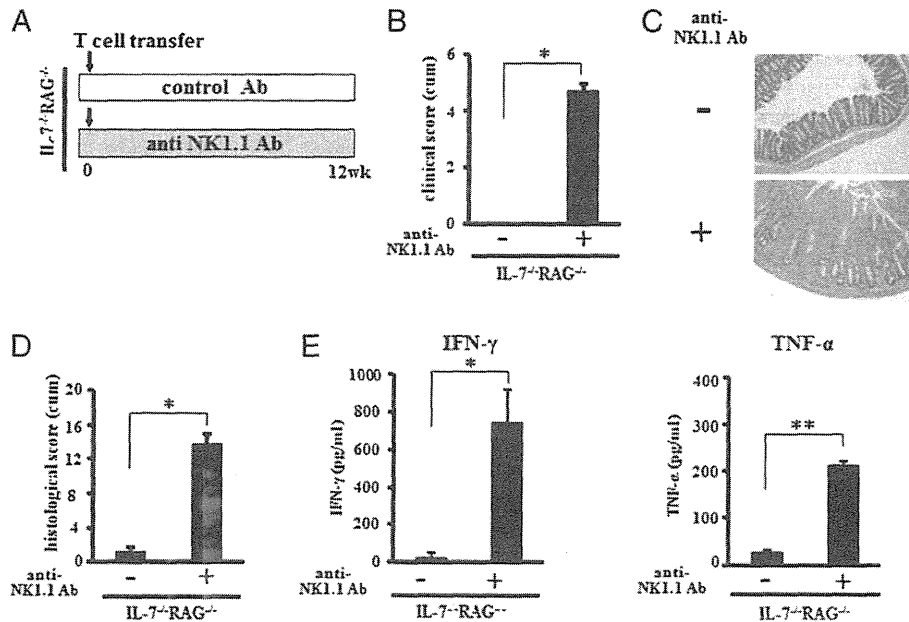 A
T cell transfer
IL-7-/-RAG-/-
control Ab
anti NK1.1 Ab
0
12wk
B
clinical score (cum)
6
4
2
0
*
anti-
NK1.1 Ab
-
+
IL-7-/-RAG-/-
C
anti-
NK1.1 Ab
-
+
D
histological score (cum)
20
16
12
8
4
0
*
anti-
NK1.1 Ab
-
+
IL-7-/-RAG-/-
E
IFN-γ
IFN-γ (pg/ml)
1000
800
600
400
200
0
*
anti-
NK1.1 Ab
-
+
IL-7--RAG--
TNF-α
TNF-α (pg/ml)
400
300
200
100
0
**
anti-
NK1.1 Ab
-
+
IL-7-/-RAG-/-